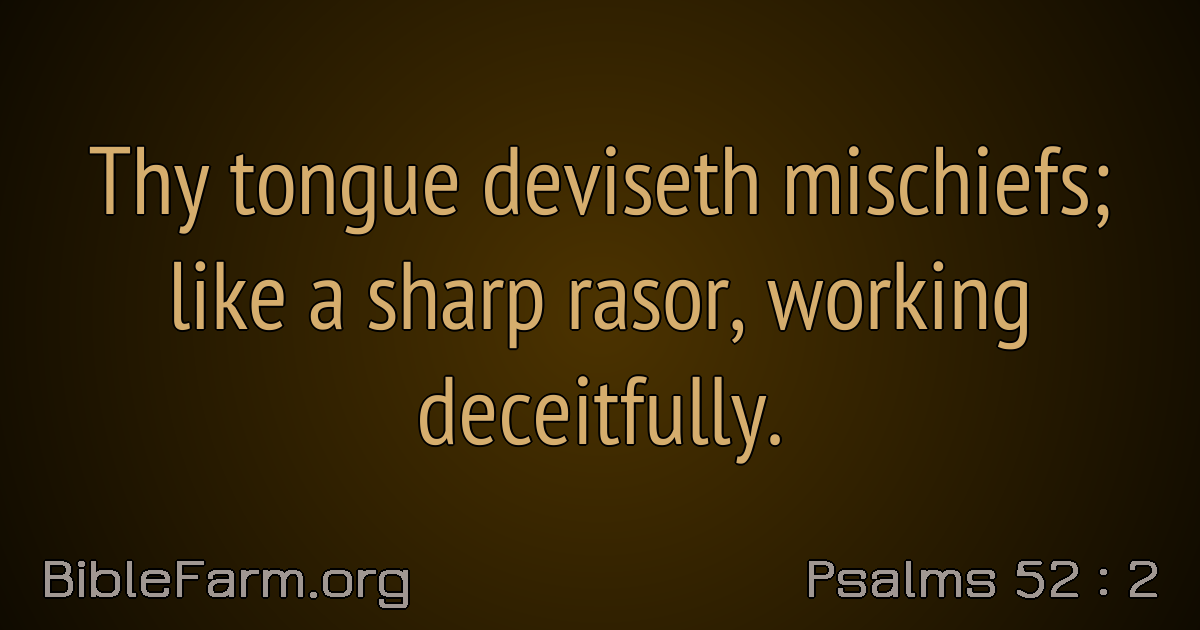 Thy tongue deviseth mischiefs;
like a sharp rasor, working
deceitfully.
BibleFarm.org
Psalms 52 : 2